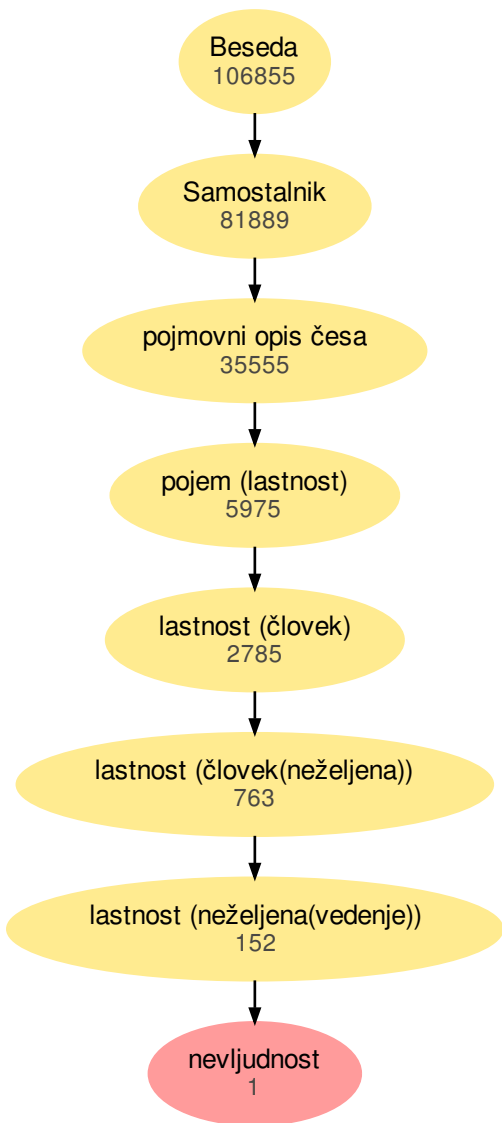 Beseda
106855
Samostalnik
81889
pojmovni opis česa
35555
pojem (lastnost)
5975
lastnost (človek)
2785
lastnost (človek(neželjena))
763
lastnost (neželjena(vedenje))
152
nevljudnost
1